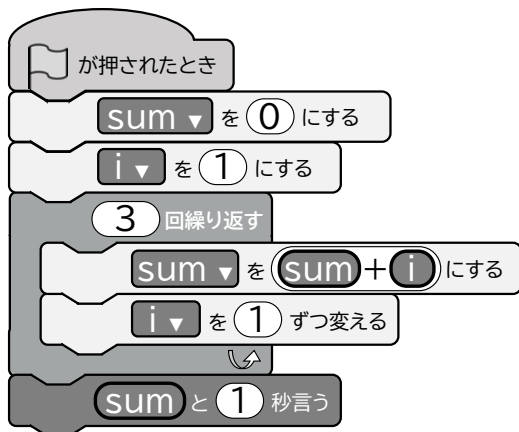 が押されたとき
sum ▼ を 0 にする
i ▼ を 1 にする
3 回繰り返す
sum ▼ を sum+i にする
i ▼ を 1 ずつ変える
sum と 1 秒言う